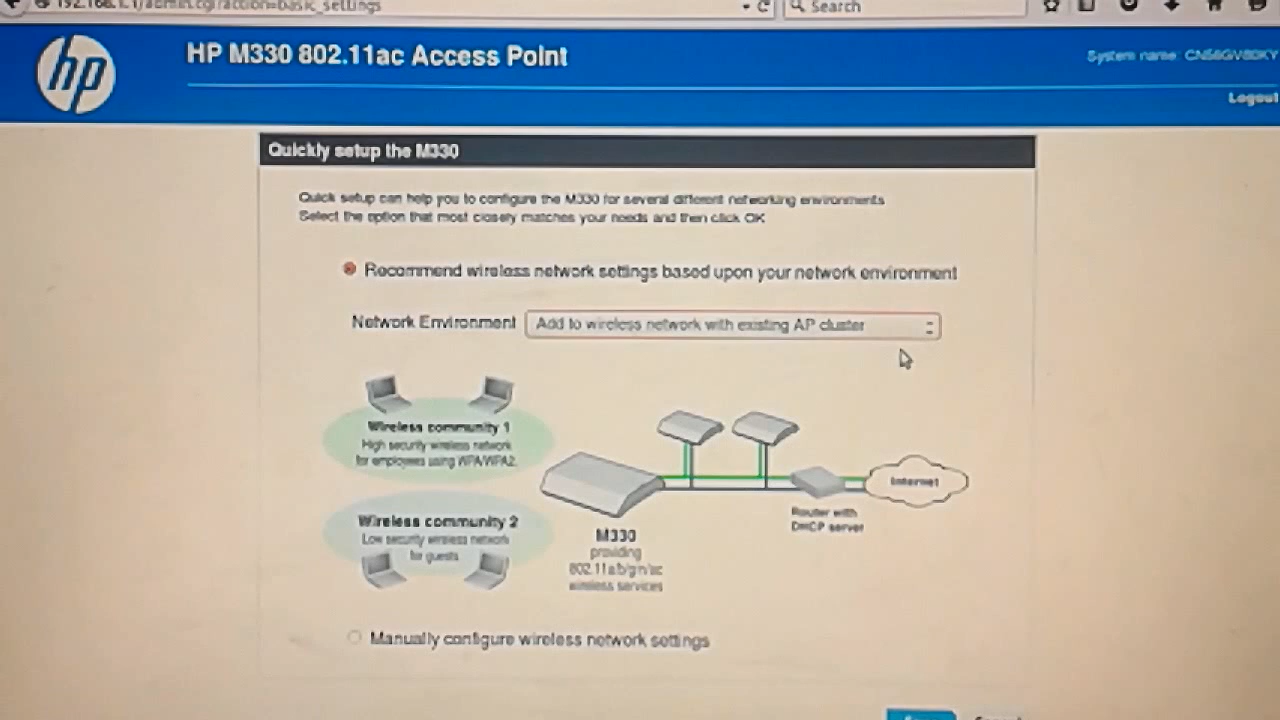 Search
hp
HP M330 802.11ac Access Point
System name:
Logout
Quickly setup the M330
Quick setup can help you to configure the M330 for several different networking environments
Select the option that most closely matches your needs and then click OK
Recommend wireless network settings based upon your network environment
Network Environment Add to wireless network with existing AP cluster
Wireless community 1
High security wireless network
for employees using WPA/WPA2
Internet
Router with
DHCP server
Wireless community 2
Low security wireless network
for guests
M330
providing
802.11a/b/g/n/ac
wireless services
Manually configure wireless network settings